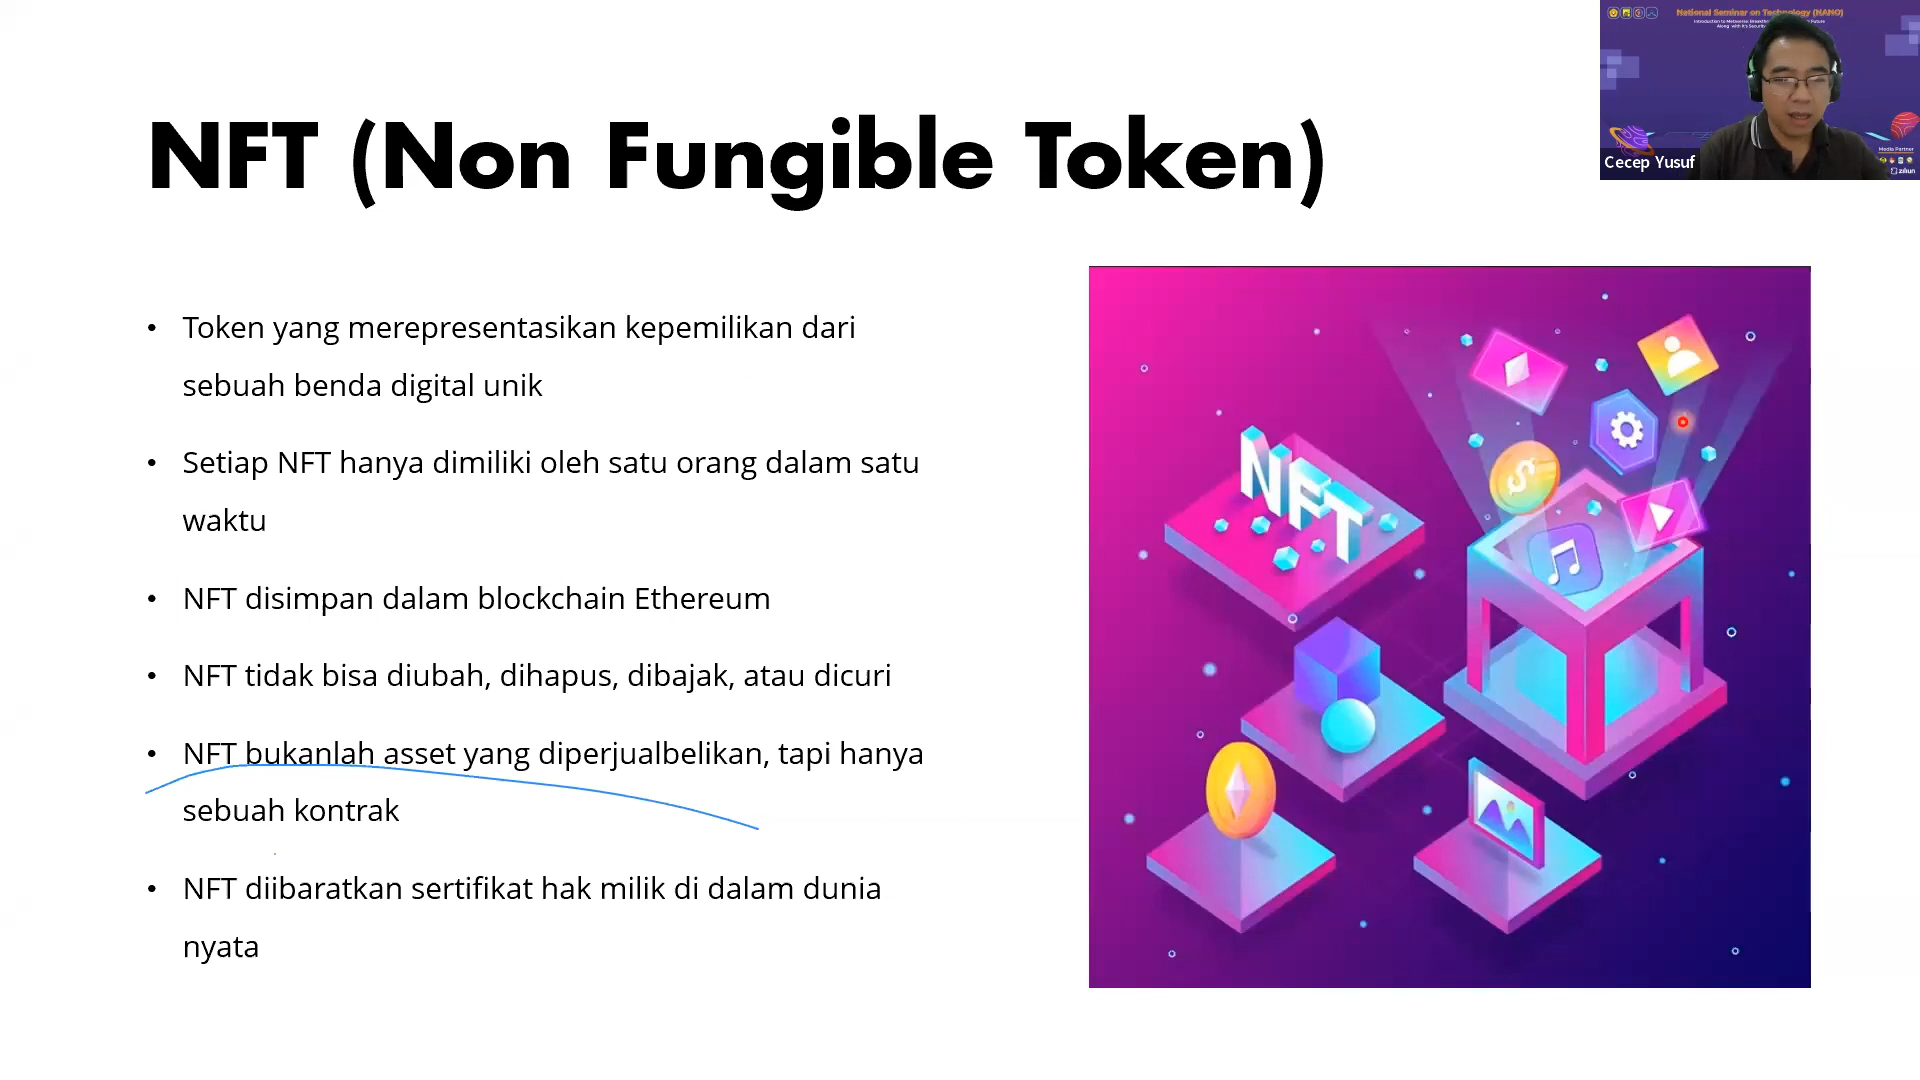 National Seminar on Technology (NANO)
NFT (Non Fungible Token)
Cecep Yusuf
Media Partner
ziliun
• Token yang merepresentasikan kepemilikan dari
sebuah benda digital unik
• Setiap NFT hanya dimiliki oleh satu orang dalam satu
waktu
• NFT disimpan dalam blockchain Ethereum
• NFT tidak bisa diubah, dihapus, dibajak, atau dicuri
• NFT bukanlah asset yang diperjualbelikan, tapi hanya
sebuah kontrak
• NFT diibaratkan sertifikat hak milik di dalam dunia
nyata
NFT